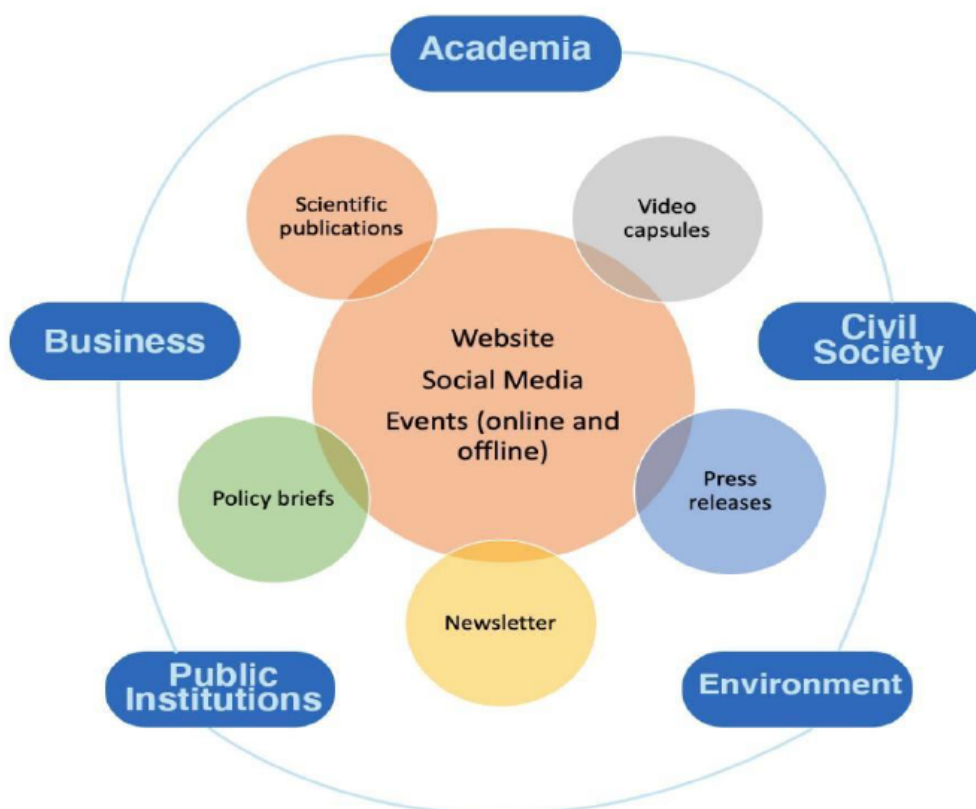 Academia
Scientific
publications
Video
capsules
Business
Civil
Society
Website
Social Media
Events (online and
offline)
Policy briefs
Press
releases
Newsletter
Public
Institutions
Environment